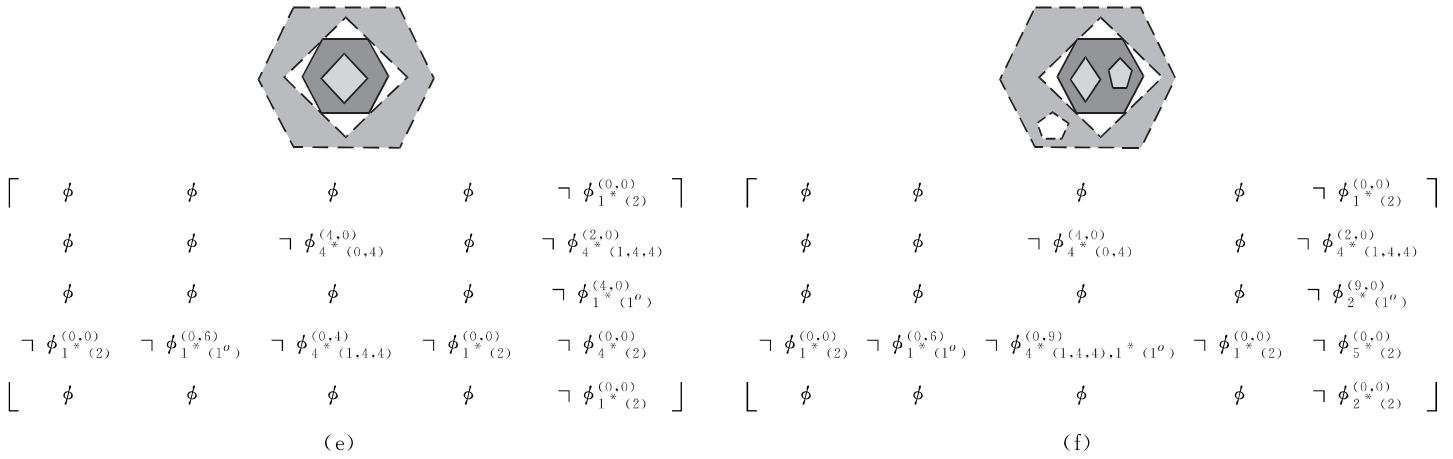 ⎡ ϕ ϕ ϕ ϕ ¬ ϕ^{(0,0)}_{1*(2)} ⎤ ⎡ ϕ ϕ ϕ ϕ ¬ ϕ^{(0,0)}_{1*(2)} ⎤
ϕ ϕ ¬ ϕ^{(4,0)}_{4*(0,4)} ϕ ¬ ϕ^{(2,0)}_{4*(1,4,4)} ϕ ϕ ¬ ϕ^{(4,0)}_{4*(0,4)} ϕ ¬ ϕ^{(2,0)}_{4*(1,4,4)}
ϕ ϕ ϕ ϕ ¬ ϕ^{(4,0)}_{1*(1^o)} ϕ ϕ ϕ ϕ ¬ ϕ^{(9,0)}_{2*(1^o)}
¬ ϕ^{(0,0)}_{1*(2)} ¬ ϕ^{(0,6)}_{1*(1^o)} ¬ ϕ^{(0,4)}_{4*(1,4,4)} ¬ ϕ^{(0,0)}_{1*(2)} ¬ ϕ^{(0,0)}_{4*(2)} ¬ ϕ^{(0,0)}_{1*(2)} ¬ ϕ^{(0,6)}_{1*(1^o)} ¬ ϕ^{(0,9)}_{4*(1,4,4),1*(1^o)} ¬ ϕ^{(0,0)}_{1*(2)} ¬ ϕ^{(0,0)}_{5*(2)}
⎣ ϕ ϕ ϕ ϕ ¬ ϕ^{(0,0)}_{1*(2)} ⎦ ⎣ ϕ ϕ ϕ ϕ ¬ ϕ^{(0,0)}_{2*(2)} ⎦
(e) (f)